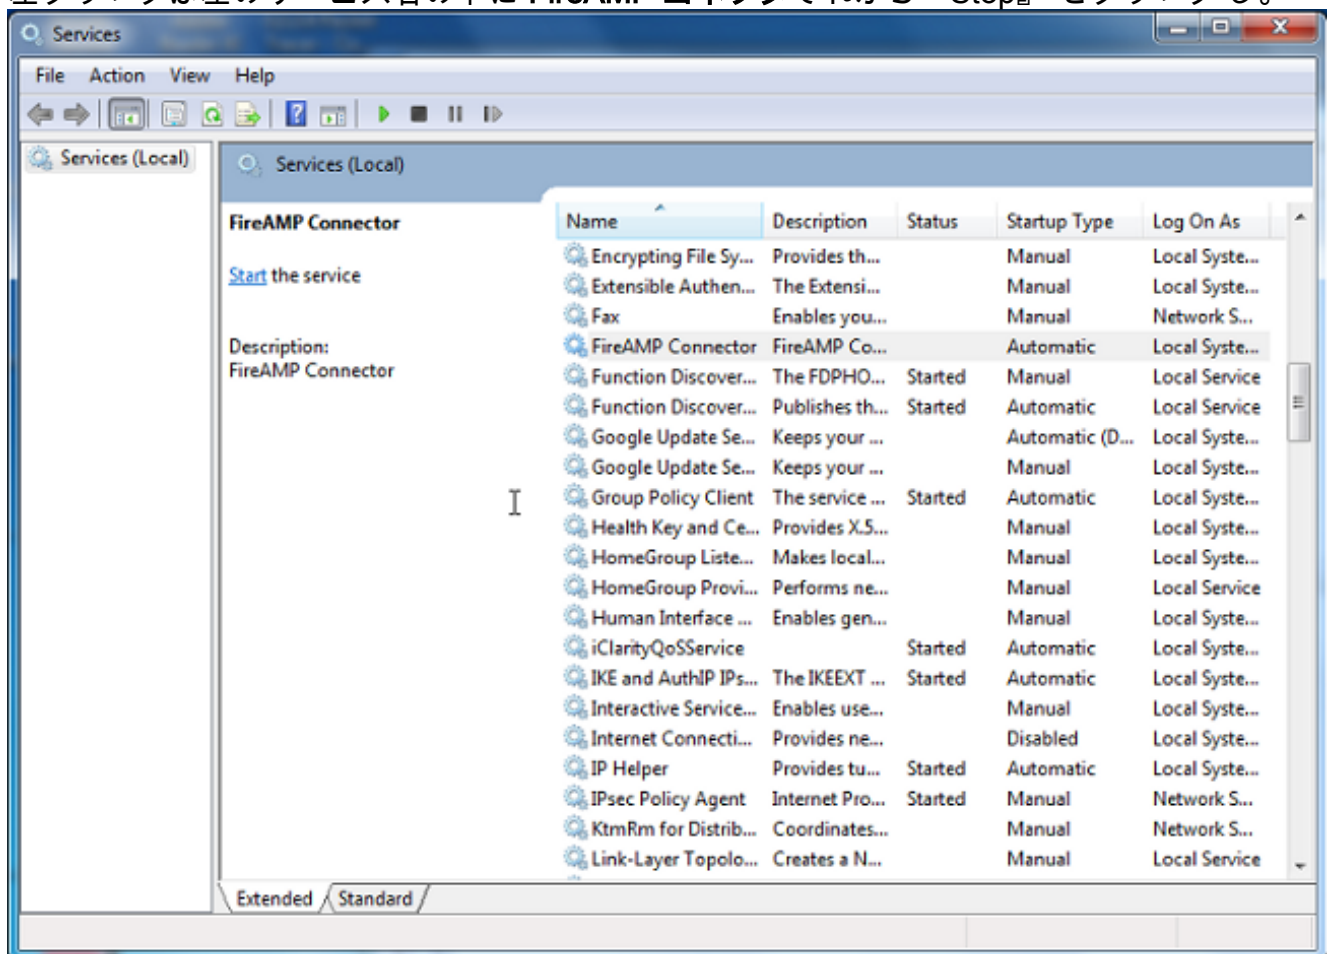 Services
File Action View Help
Services (Local)
Services (Local)
FireAMP Connector
Start the service
Description:
FireAMP Connector
Name Description Status Startup Type Log On As
Encrypting File Sy... Provides th... Manual Local Syste...
Extensible Authen... The Extensi... Manual Local Syste...
Fax Enables you... Manual Network S...
FireAMP Connector FireAMP Co... Automatic Local Syste...
Function Discover... The FDPHO... Started Manual Local Service
Function Discover... Publishes th... Started Automatic Local Service
Google Update Se... Keeps your ... Automatic (D... Local Syste...
Google Update Se... Keeps your ... Manual Local Syste...
Group Policy Client The service ... Started Automatic Local Syste...
Health Key and Ce... Provides X.5... Manual Local Syste...
HomeGroup Liste... Makes local... Manual Local Syste...
HomeGroup Provi... Performs ne... Manual Local Service
Human Interface ... Enables gen... Manual Local Syste...
iClarityQoSService Started Automatic Local Syste...
IKE and AuthIP IPs... The IKEEXT ... Started Automatic Local Syste...
Interactive Service... Enables use... Manual Local Syste...
Internet Connecti... Provides ne... Disabled Local Syste...
IP Helper Provides tu... Started Automatic Local Syste...
IPsec Policy Agent Internet Pro... Started Manual Network S...
KtmRm for Distrib... Coordinates... Manual Network S...
Link-Layer Topolo... Creates a N... Manual Local Service
Extended Standard